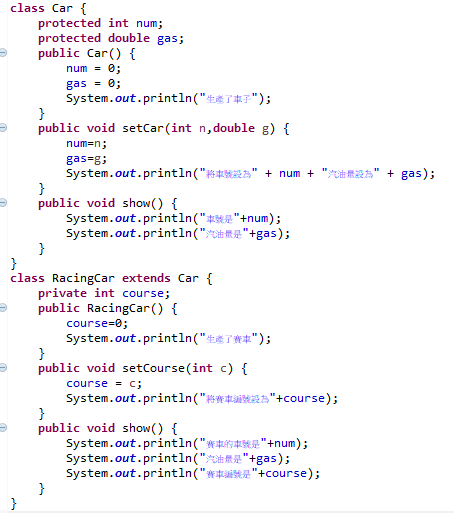 class Car {
    protected int num;
    protected double gas;
    public Car() {
        num = 0;
        gas = 0;
        System.out.println("生產了車子");
    }
    public void setCar(int n,double g) {
        num=n;
        gas=g;
        System.out.println("將車號設為" + num + "汽油量設為" + gas);
    }
    public void show() {
        System.out.println("車號是"+num);
        System.out.println("汽油量是"+gas);
    }
}
class RacingCar extends Car {
    private int course;
    public RacingCar() {
        course=0;
        System.out.println("生產了賽車");
    }
    public void setCourse(int c) {
        course = c;
        System.out.println("將賽車編號設為"+course);
    }
    public void show() {
        System.out.println("賽車的車號是"+num);
        System.out.println("汽油量是"+gas);
        System.out.println("賽車編號是"+course);
    }
}